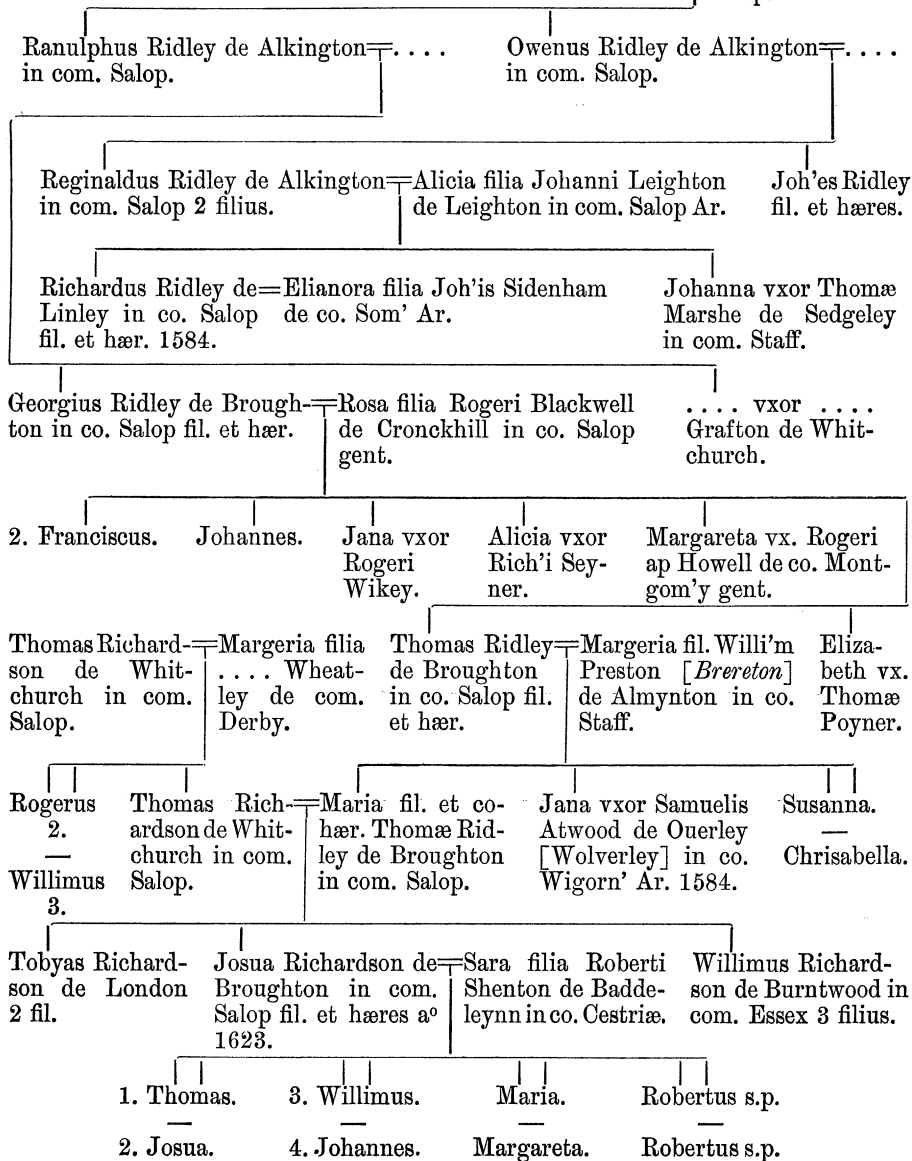 Ranulphus Ridley de Alkington=....
in com. Salop.
Owenus Ridley de Alkington=....
in com. Salop.
Reginaldus Ridley de Alkington=Alicia filia Johanni Leighton
in com. Salop 2 filius.
de Leighton in com. Salop Ar.
Joh'es Ridley
fil. et hæres.
Richardus Ridley de=Elianora filia Joh'is Sidenham
Linley in co. Salop
de co. Som' Ar.
fil. et hær. 1584.
Johanna vxor Thomæ
Marshe de Sedgeley
in com. Staff.
Georgius Ridley de Brough-=Rosa filia Rogeri Blackwell
ton in co. Salop fil. et hær.
de Cronckhill in co. Salop
gent.
.... vxor ....
Grafton de Whit-
church.
2. Franciscus.
Johannes.
Jana vxor
Rogeri
Wikey.
Alicia vxor
Rich'i Sey-
ner.
Margareta vx. Rogeri
ap Howell de co. Mont-
gom'y gent.
Thomas Richard-=Margeria filia
son de Whit-
church in com.
Salop.
.... Wheat-
ley de com.
Derby.
Thomas Ridley=Margeria fil. Willi'm
de Broughton
in co. Salop fil.
et hær.
Preston [Brereton]
de Almynton in co.
Staff.
Eliza-
beth vx.
Thomæ
Poyner.
Rogerus
2.
—
Willimus
3.
Thomas Rich-=Maria fil. et co-
ardson de Whit-
church in com.
Salop.
hær. Thomæ Rid-
ley de Broughton
in com. Salop.
Jana vxor Samuelis
Atwood de Ouerley
[Wolverley] in co.
Wigorn' Ar. 1584.
Susanna.
—
Chrisabella.
Tobyas Richard-
son de London
2 fil.
Josua Richardson de=Sara filia Roberti
Broughton in com.
Salop fil. et hæres aº
1623.
Shenton de Badde-
leynn in co. Cestriæ.
Willimus Richard-
son de Burntwood in
com. Essex 3 filius.
1. Thomas.
—
2. Josua.
3. Willimus.
—
4. Johannes.
Maria.
—
Margareta.
Robertus s.p.
—
Robertus s.p.